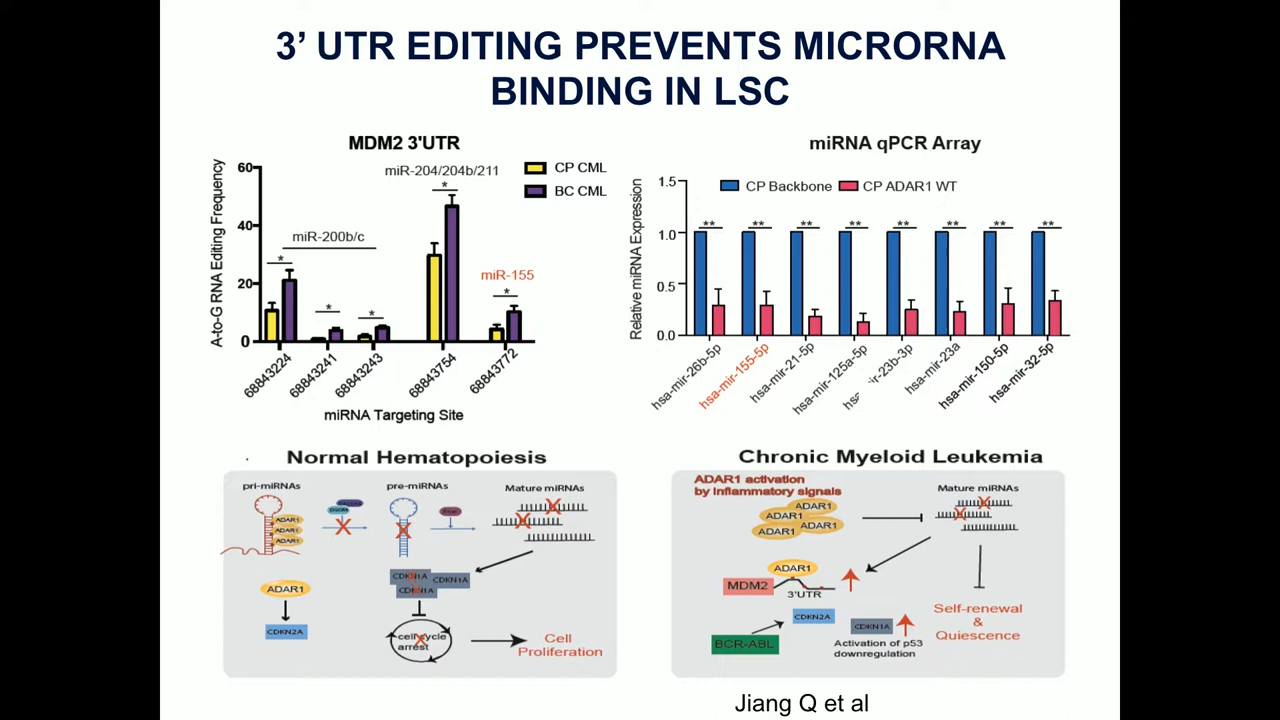 3’ UTR EDITING PREVENTS MICRORNA
BINDING IN LSC
MDM2 3'UTR
A-to-G RNA Editing Frequency
60
40
20
0
miR-204/204b/211
CP CML
BC CML
miR-200b/c
miR-155
*
*
*
*
*
68843224
68843241
68843243
68843754
68843772
miRNA Targeting Site
miRNA qPCR Array
Relative miRNA Expression
1.5
1.0
0.5
0.0
CP Backbone
CP ADAR1 WT
**
**
**
**
**
**
**
**
hsa-mir-26b-5p
hsa-mir-155-5p
hsa-mir-21-5p
hsa-mir-125a-5p
hsa-mir-23a
hsa-mir-150-5p
hsa-mir-32-5p
Normal Hematopoiesis
pri-miRNAs
pre-miRNAs
Mature miRNAs
ADAR1
ADAR1
ADAR1
ADAR1
CDKN2A
CDKN1A
CDKN1A
CDKN1A
cell cycle
arrest
Cell
Proliferation
Chronic Myeloid Leukemia
ADAR1 activation
by inflammatory signals
ADAR1
ADAR1
ADAR1
ADAR1
Mature miRNAs
ADAR1
MDM2
3'UTR
CDKN2A
BCR-ABL
CDKN1A
Activation of p53
downregulation
Self-renewal
&
Quiescence
Jiang Q et al